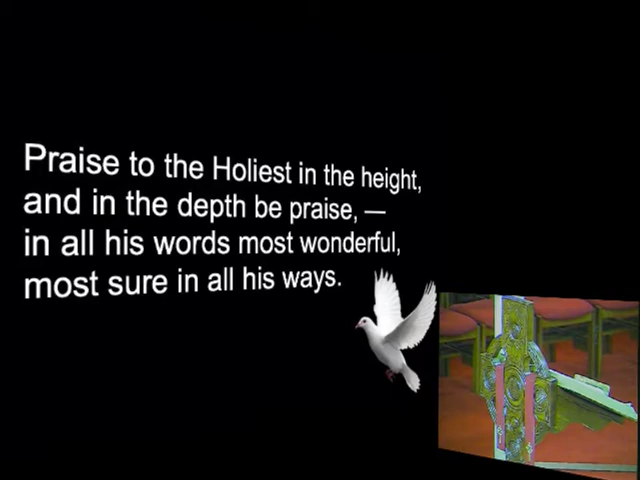 Praise to the Holiest in the height,
and in the depth be praise, —
in all his words most wonderful,
most sure in all his ways.